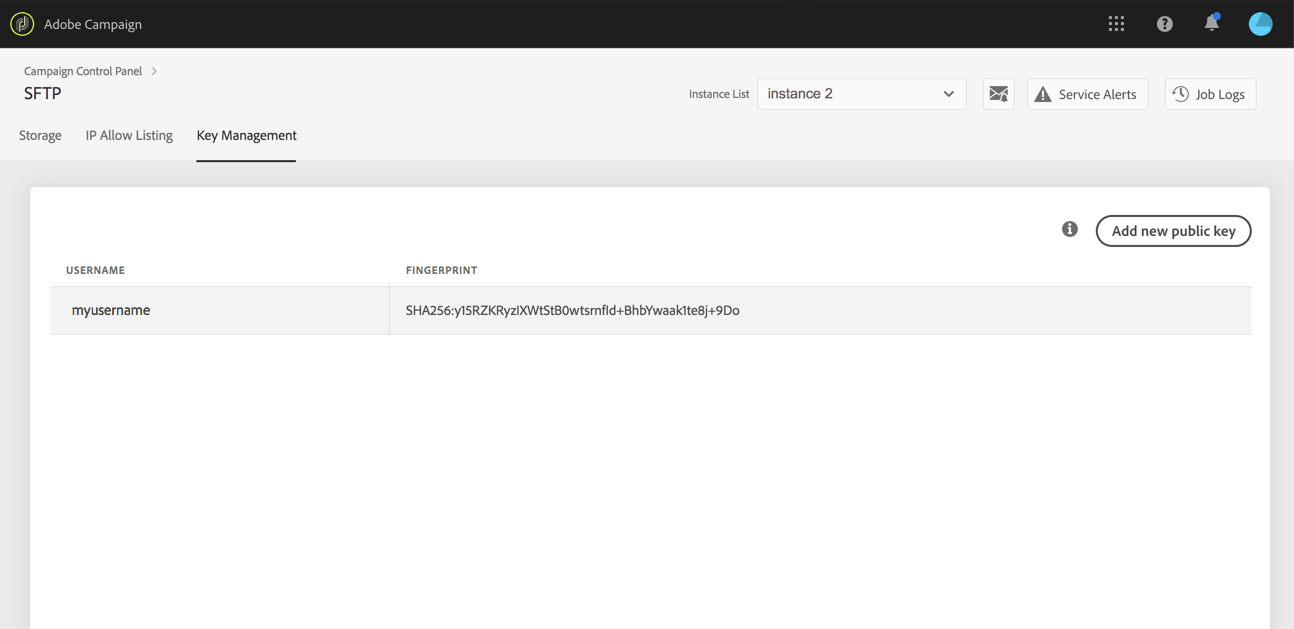 Adobe Campaign
Campaign Control Panel
SFTP
Instance List
instance 2
Service Alerts
Job Logs
Storage
IP Allow Listing
Key Management
Add new public key
USERNAME
FINGERPRINT
myusername
SHA256:y15RZKRyzIXWtStB0wtsrnfId+BhbYwaak1te8j+9Do